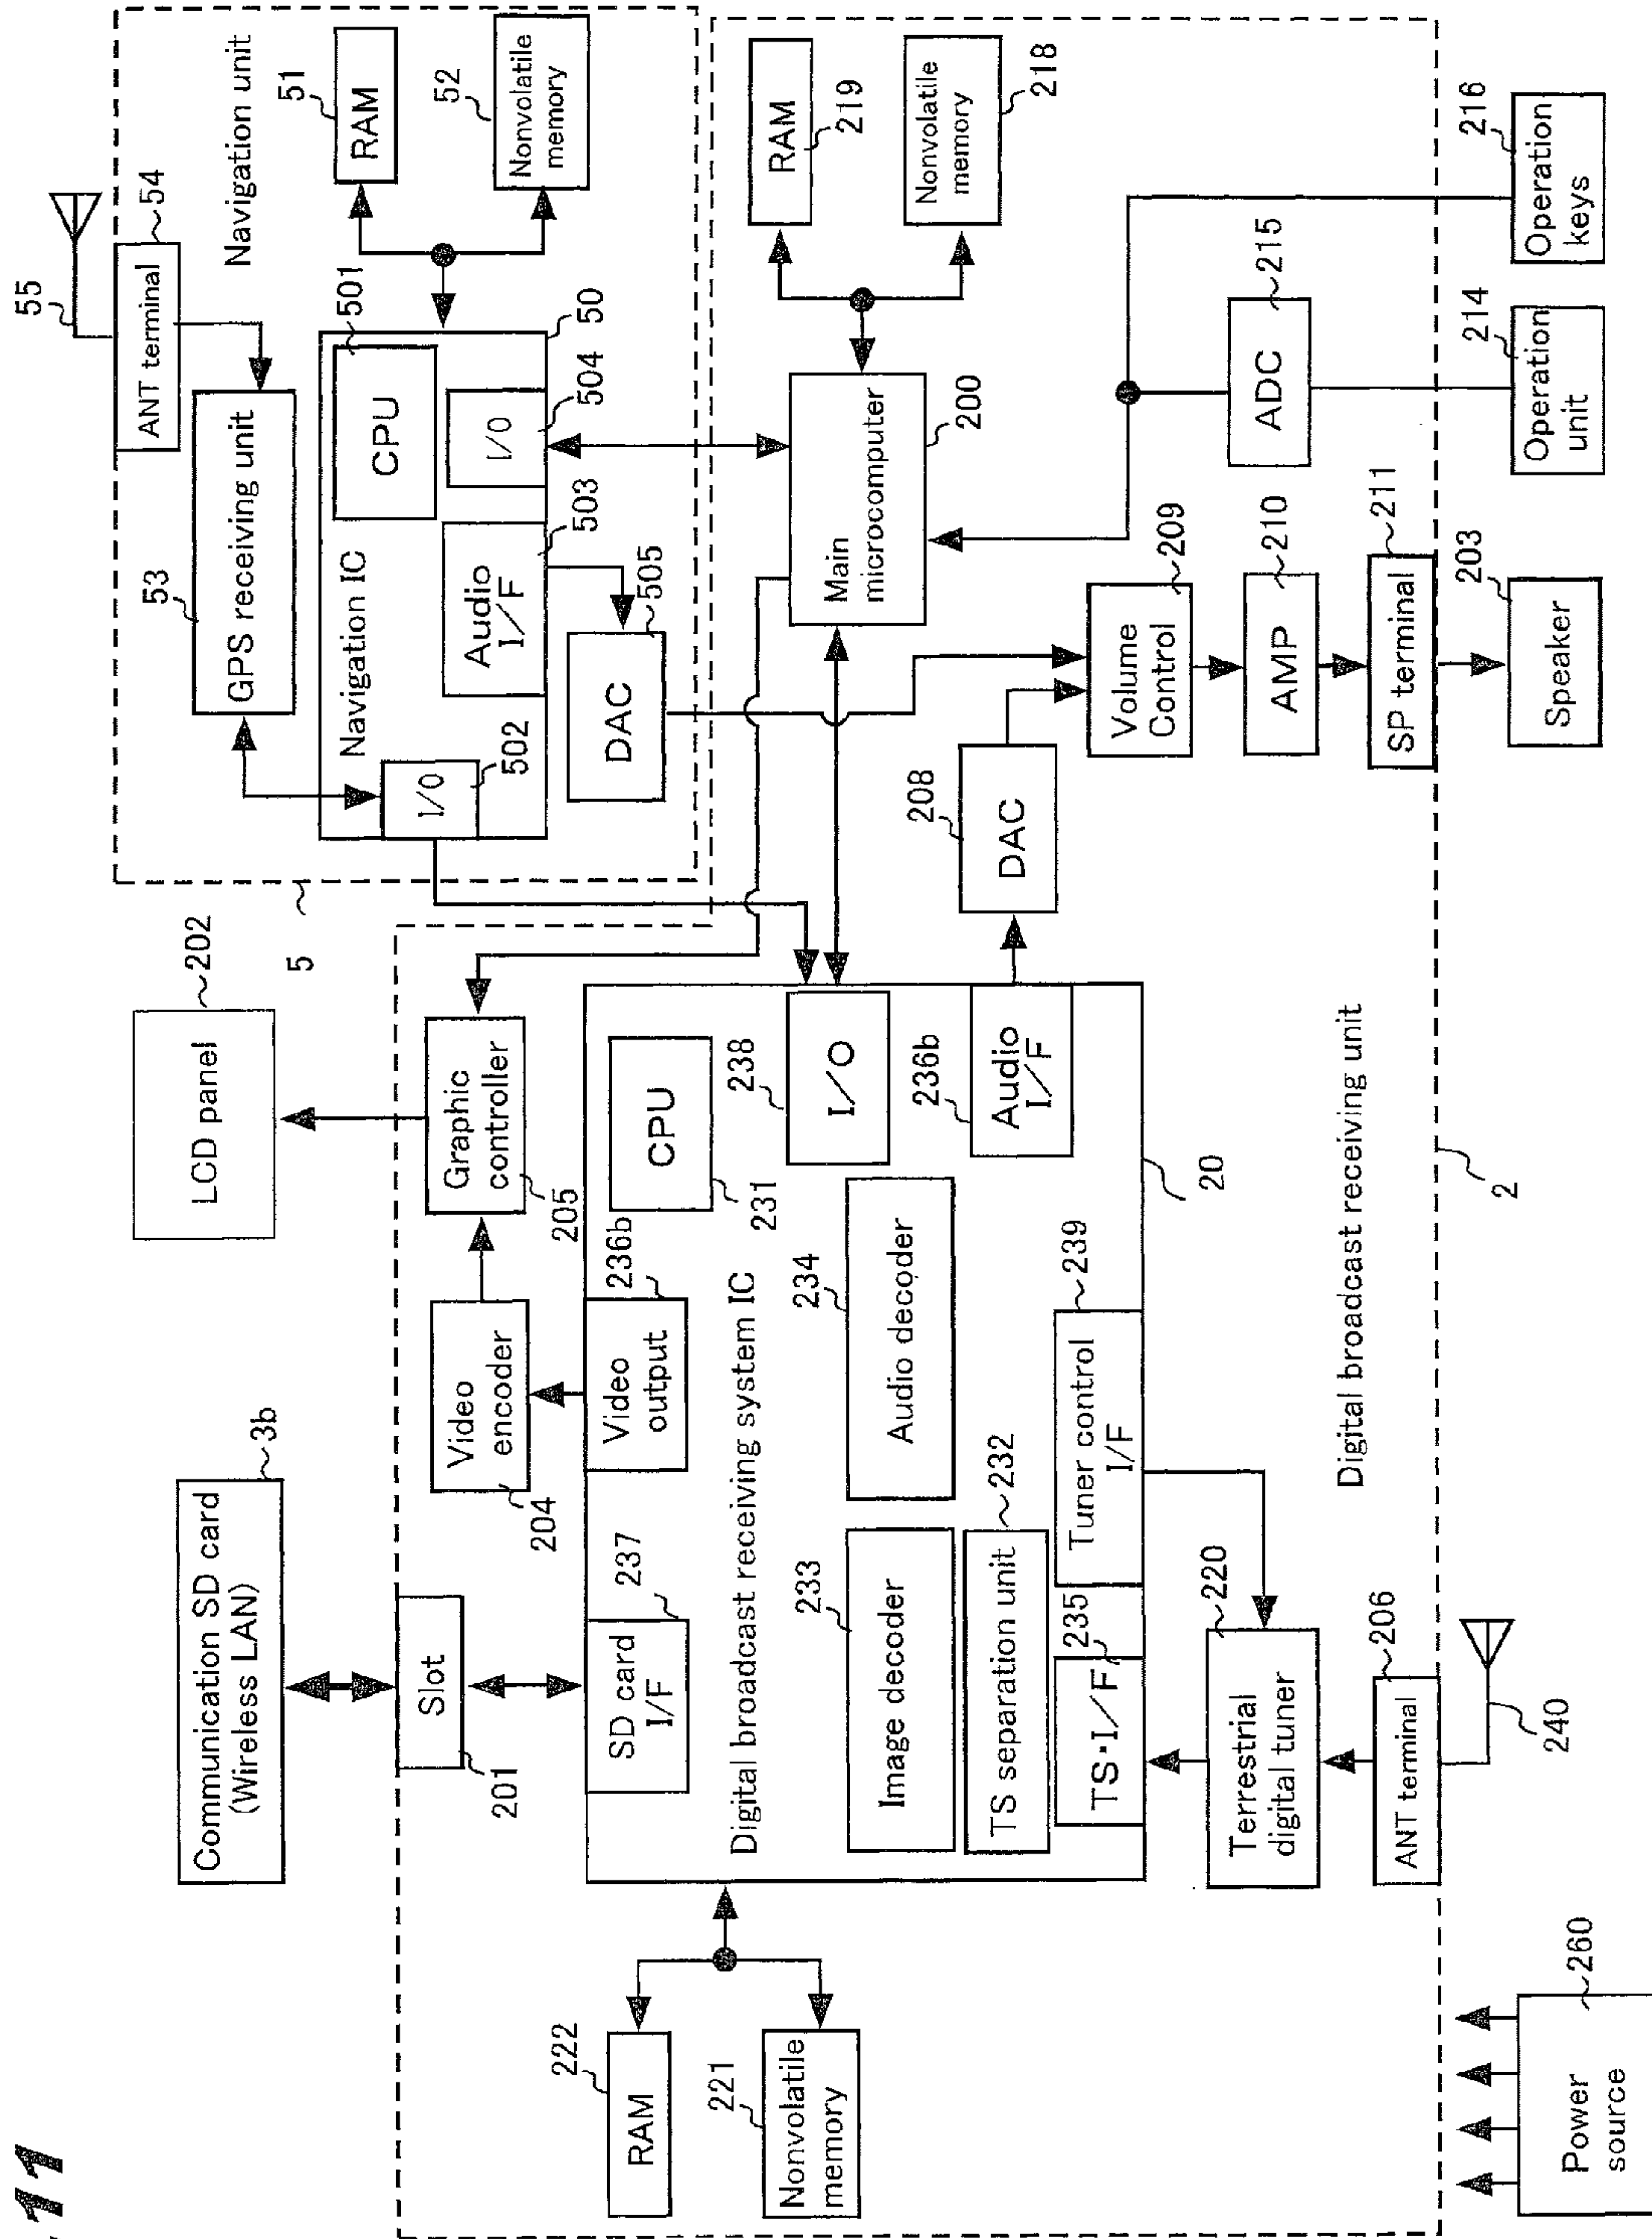 11
Communication SD card
(Wireless LAN)
3b
LCD panel
202
5
55
ANT terminal
54
Navigation unit
53
GPS receiving unit
51
RAM
52
Nonvolatile
memory
Navigation IC
CPU
501
50
I/O
502
Audio
I/F
503
I/O
504
DAC
505
Slot
201
Video
encoder
204
Graphic
controller
205
SD card
I/F
237
Video
output
236b
CPU
231
Digital broadcast receiving system IC
I/O
238
Image decoder
233
Audio decoder
234
Audio
I/F
236b
TS separation unit
232
TS·I/F
235
Tuner control
I/F
239
20
222
RAM
221
Nonvolatile
memory
RAM
219
Nonvolatile
memory
218
Main
microcomputer
200
208
DAC
Volume
Control
209
AMP
210
SP terminal
211
Speaker
203
ADC
215
Operation
unit
214
Operation
keys
216
Terrestrial
digital tuner
220
ANT terminal
206
240
Digital broadcast receiving unit
2
Power
source
260